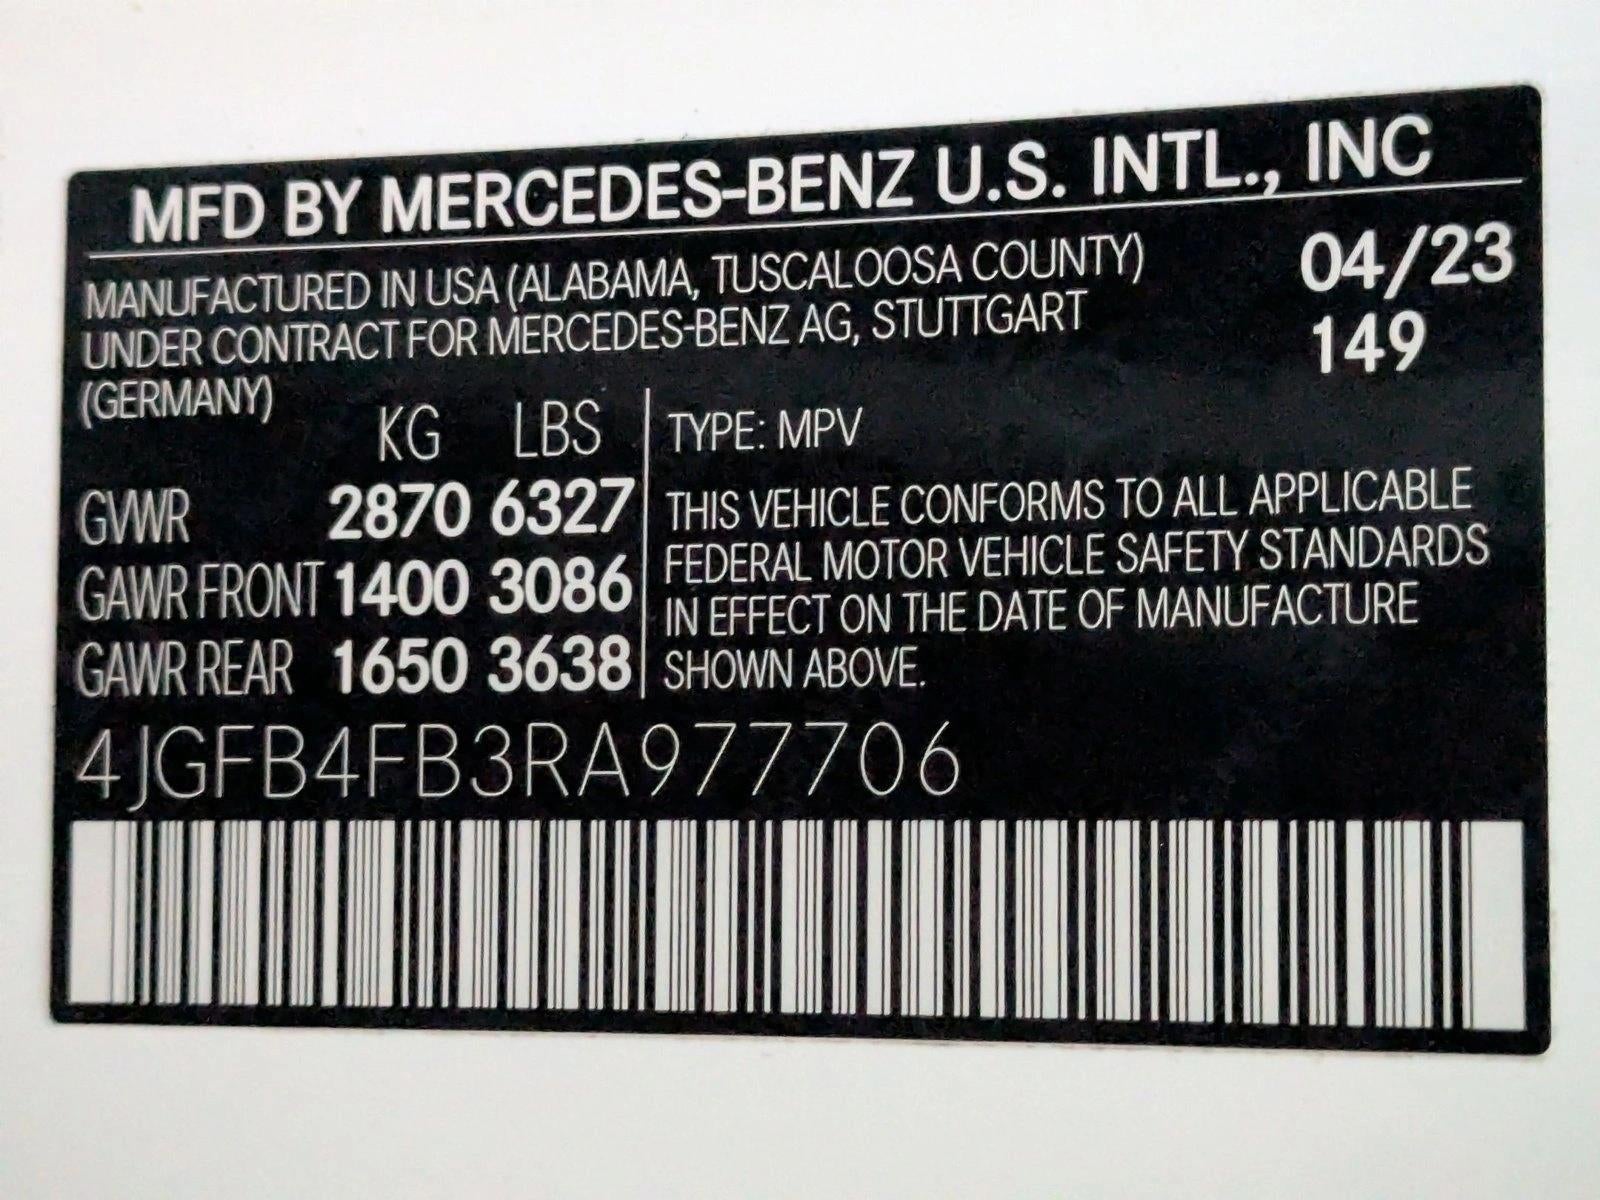 MFD BY MERCEDES-BENZ U.S. INTL., INC
MANUFACTURED IN USA (ALABAMA, TUSCALOOSA COUNTY) 04/23
UNDER CONTRACT FOR MERCEDES-BENZ AG, STUTTGART 149
(GERMANY)
KG LBS
GVWR 2870 6327
GAWR FRONT 1400 3086
GAWR REAR 1650 3638
TYPE: MPV
THIS VEHICLE CONFORMS TO ALL APPLICABLE
FEDERAL MOTOR VEHICLE SAFETY STANDARDS
IN EFFECT ON THE DATE OF MANUFACTURE
SHOWN ABOVE.
4JGFB4FB3RA977706